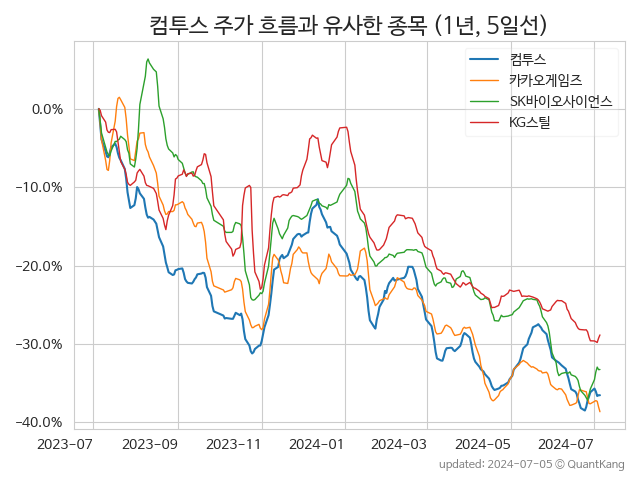 컴투스 주가 흐름과 유사한 종목 (1년, 5일선)
컴투스
카카오게임즈
SK바이오사이언스
KG스틸
0.0%
−10.0%
−20.0%
−30.0%
−40.0%
2023-07 2023-09 2023-11 2024-01 2024-03 2024-05 2024-07
updated: 2024-07-05 © QuantKang